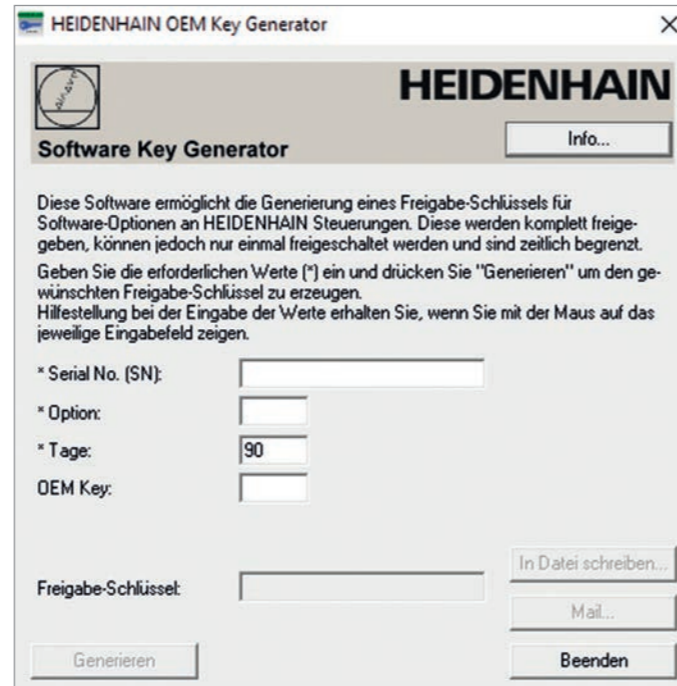 HEIDENHAIN OEM Key Generator
HEIDENHAIN
Software Key Generator
Info...
Diese Software ermöglicht die Generierung eines Freigabe-Schlüssels für
Software-Optionen an HEIDENHAIN Steuerungen. Diese werden komplett freige-
geben, können jedoch nur einmal freigeschaltet werden und sind zeitlich begrenzt.
Geben Sie die erforderlichen Werte (*) ein und drücken Sie "Generieren" um den ge-
wünschten Freigabe-Schlüssel zu erzeugen.
Hilfestellung bei der Eingabe der Werte erhalten Sie, wenn Sie mit der Maus auf das
jeweilige Eingabefeld zeigen.
* Serial No. (SN):
* Option:
* Tage: 90
OEM Key:
In Datei schreiben...
Freigabe-Schlüssel:
Mail...
Generieren
Beenden